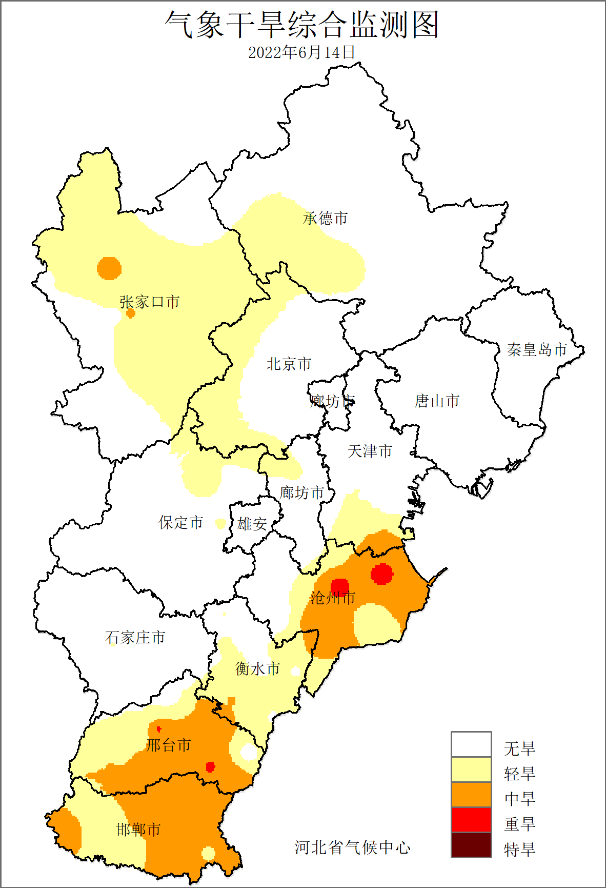 气象干旱综合监测图
2022年6月14日
承德市
张家口市
秦皇岛市
北京市
廊坊市
唐山市
天津市
廊坊市
保定市
雄安
沧州市
石家庄市
衡水市
邢台市
邯郸市
无旱
轻旱
中旱
重旱
特旱
河北省气候中心